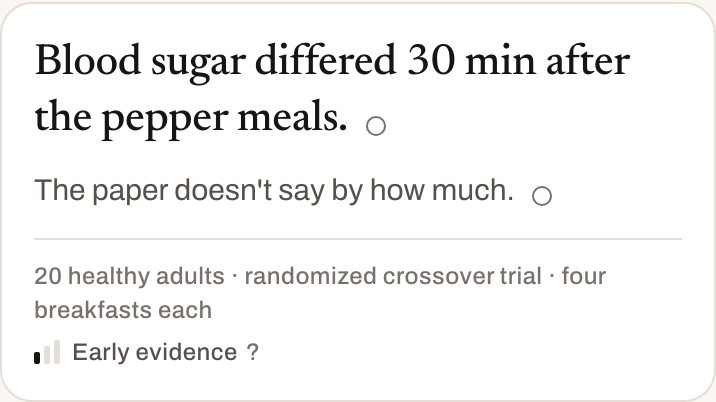 Blood sugar differed 30 min after
the pepper meals.
The paper doesn't say by how much.
20 healthy adults · randomized crossover trial · four
breakfasts each
Early evidence ?